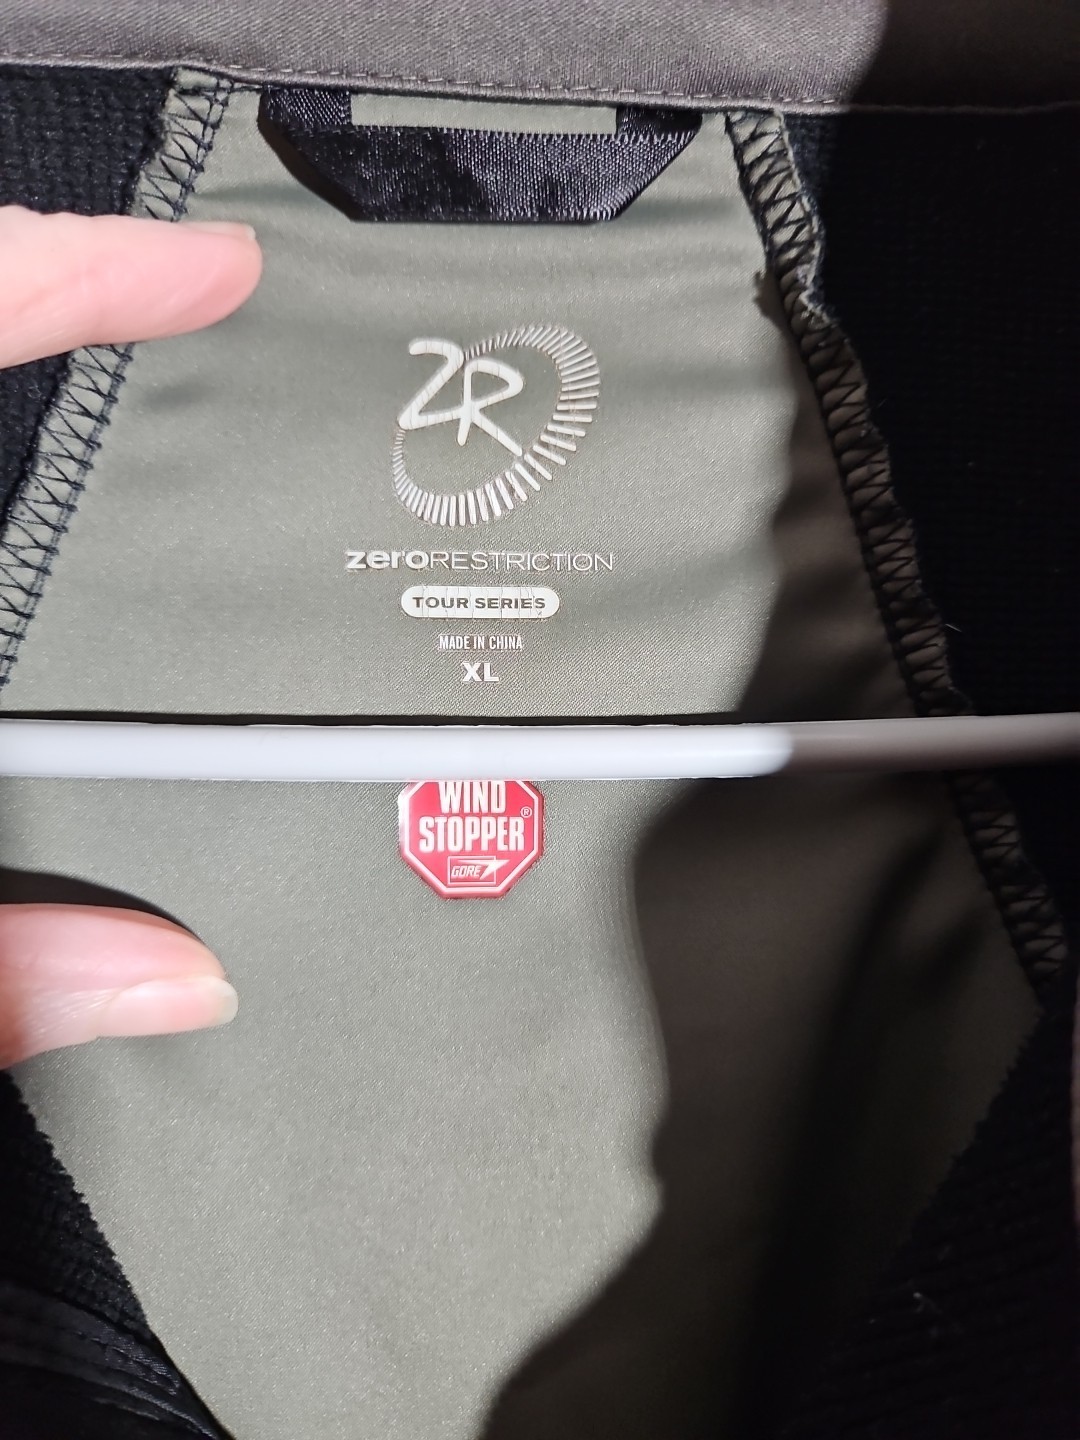 ZR
zeroRESTRICTION
TOUR SERIES
MADE IN CHINA
XL
WIND
STOPPER®
GORE